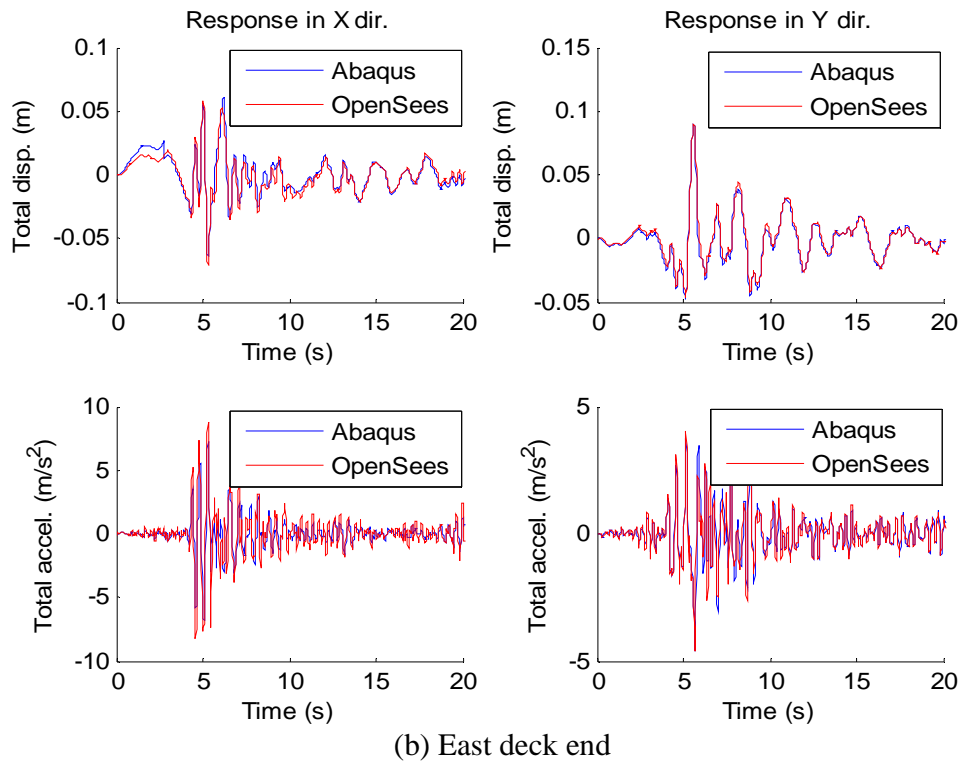 Response in X dir.
0.1
0.05
0
-0.05
-0.1
Total disp. (m)
Abaqus
OpenSees
0 5 10 15 20
Time (s)
Response in Y dir.
0.15
0.1
0.05
0
-0.05
Total disp. (m)
Abaqus
OpenSees
0 5 10 15 20
Time (s)
10
5
0
-5
-10
Total accel. (m/s²)
Abaqus
OpenSees
0 5 10 15 20
Time (s)
5
0
-5
Total accel. (m/s²)
Abaqus
OpenSees
0 5 10 15 20
Time (s)
(b) East deck end